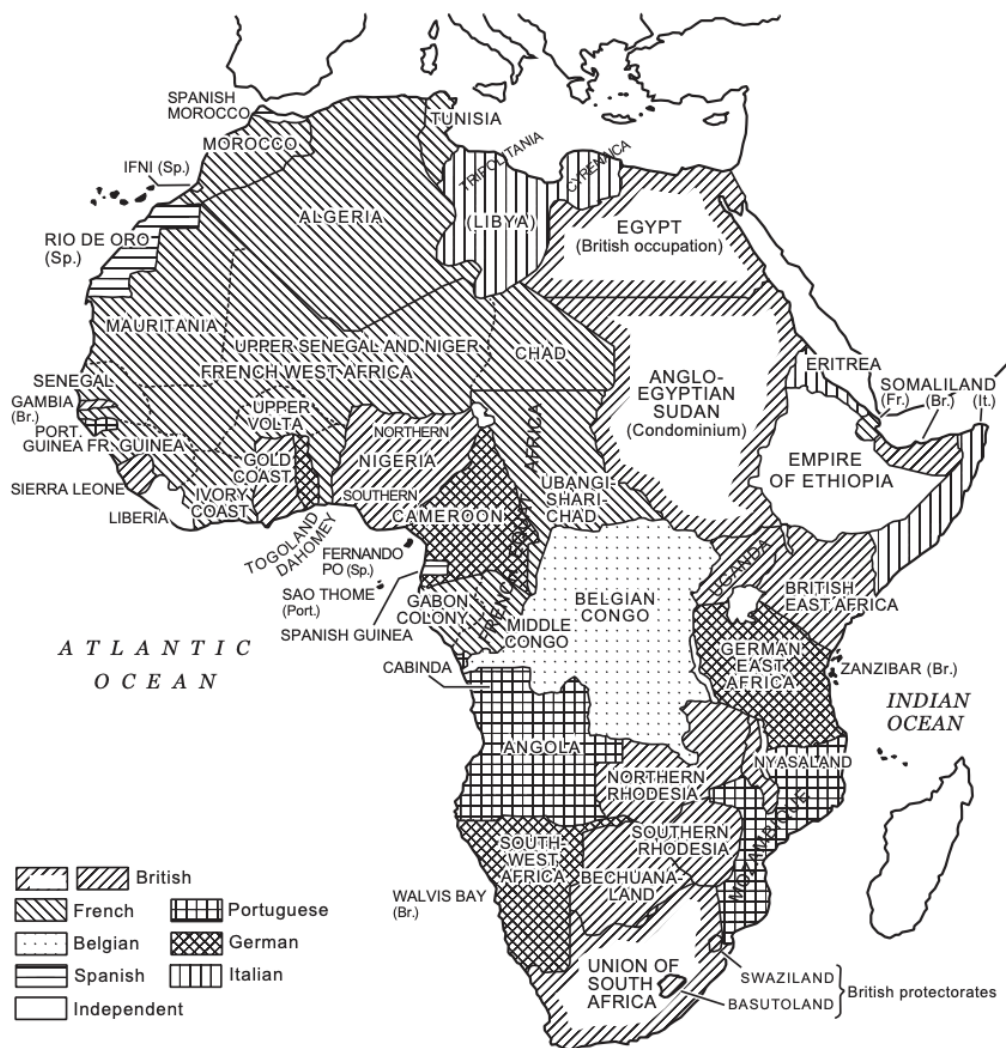 SPANISH
MOROCCO
TUNISIA
MOROCCO
TRIPOLITANIA
CYRENAICA
IFNI (Sp.)
ALGERIA
(LIBYA)
EGYPT
(British occupation)
RIO DE ORO
(Sp.)
MAURITANIA
UPPER SENEGAL AND NIGER
FRENCH WEST AFRICA
CHAD
ERITREA
SENEGAL
GAMBIA
(Br.)
PORT.
GUINEA
FR. GUINEA
UPPER
VOLTA
ANGLO-
EGYPTIAN
SUDAN
(Condominium)
SOMALILAND
(Fr.) (Br.) (It.)
NORTHERN
NIGERIA
SOUTHERN
GOLD
COAST
EMPIRE
OF ETHIOPIA
SIERRA LEONE
IVORY
COAST
LIBERIA
UBANGI-
SHARI-
CHAD
CAMEROON
TOGOLAND
DAHOMEY
FERNANDO
PO (Sp.)
FRENCH EQUAT. AFRICA
SAO THOME
(Port.)
SPANISH GUINEA
GABON
COLONY
MIDDLE
CONGO
BELGIAN
CONGO
UGANDA
BRITISH
EAST AFRICA
ATLANTIC
OCEAN
CABINDA
GERMAN
EAST
AFRICA
ZANZIBAR (Br.)
INDIAN
OCEAN
ANGOLA
NYASALAND
NORTHERN
RHODESIA
MOZAMBIQUE
SOUTHERN
RHODESIA
SOUTH-
WEST
AFRICA
BECHUANA-
LAND
WALVIS BAY
(Br.)
UNION OF
SOUTH
AFRICA
SWAZILAND
BASUTOLAND
British protectorates
British
French
Portuguese
Belgian
German
Spanish
Italian
Independent